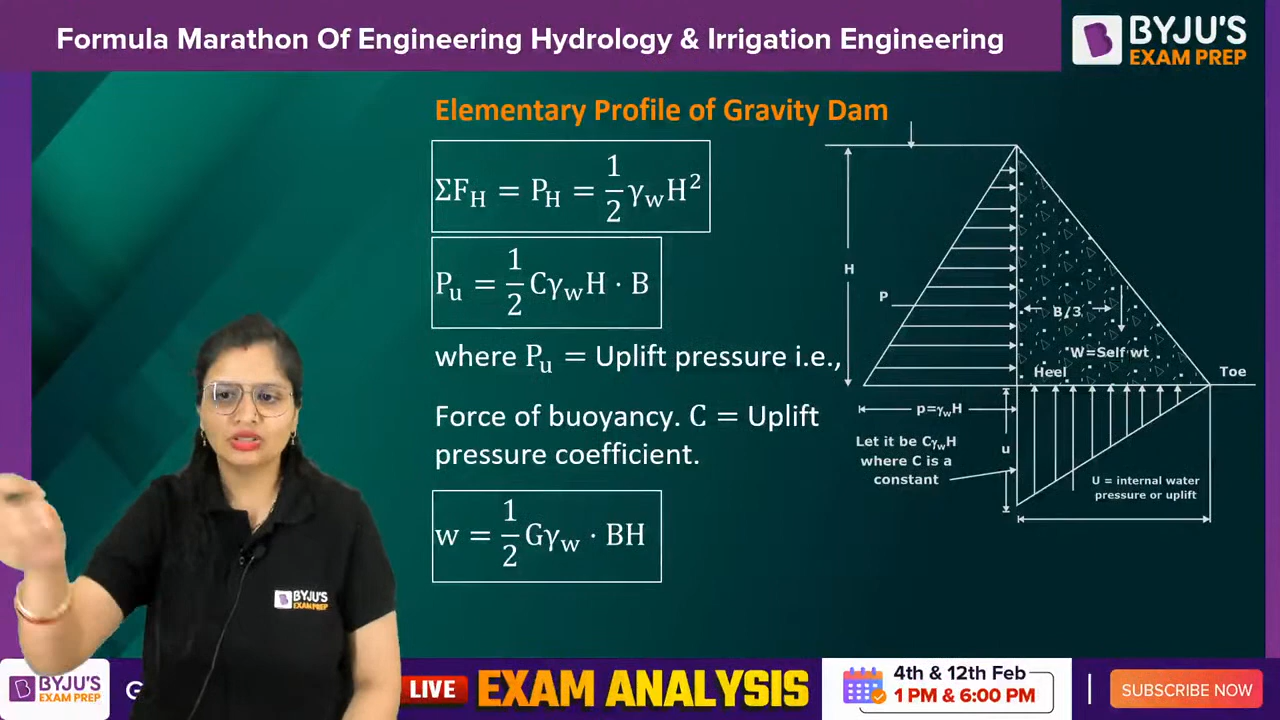 Formula Marathon Of Engineering Hydrology & Irrigation Engineering
BYJU'S
EXAM PREP
Elementary Profile of Gravity Dam
ΣF_H = P_H = 1/2 γ_w H²
P_u = 1/2 Cγ_w H · B
where P_u = Uplift pressure i.e.,
Force of buoyancy. C = Uplift
pressure coefficient.
w = 1/2 Gγ_w · BH
H
P
B/3
W=Self wt
Heel
Toe
p=γ_wH
u
Let it be Cγ_wH
where C is a
constant
U = internal water
pressure or uplift
BYJU'S
EXAM PREP
BYJU'S
EXAM PREP
G
LIVE
EXAM ANALYSIS
4th & 12th Feb
1 PM & 6:00 PM
SUBSCRIBE NOW